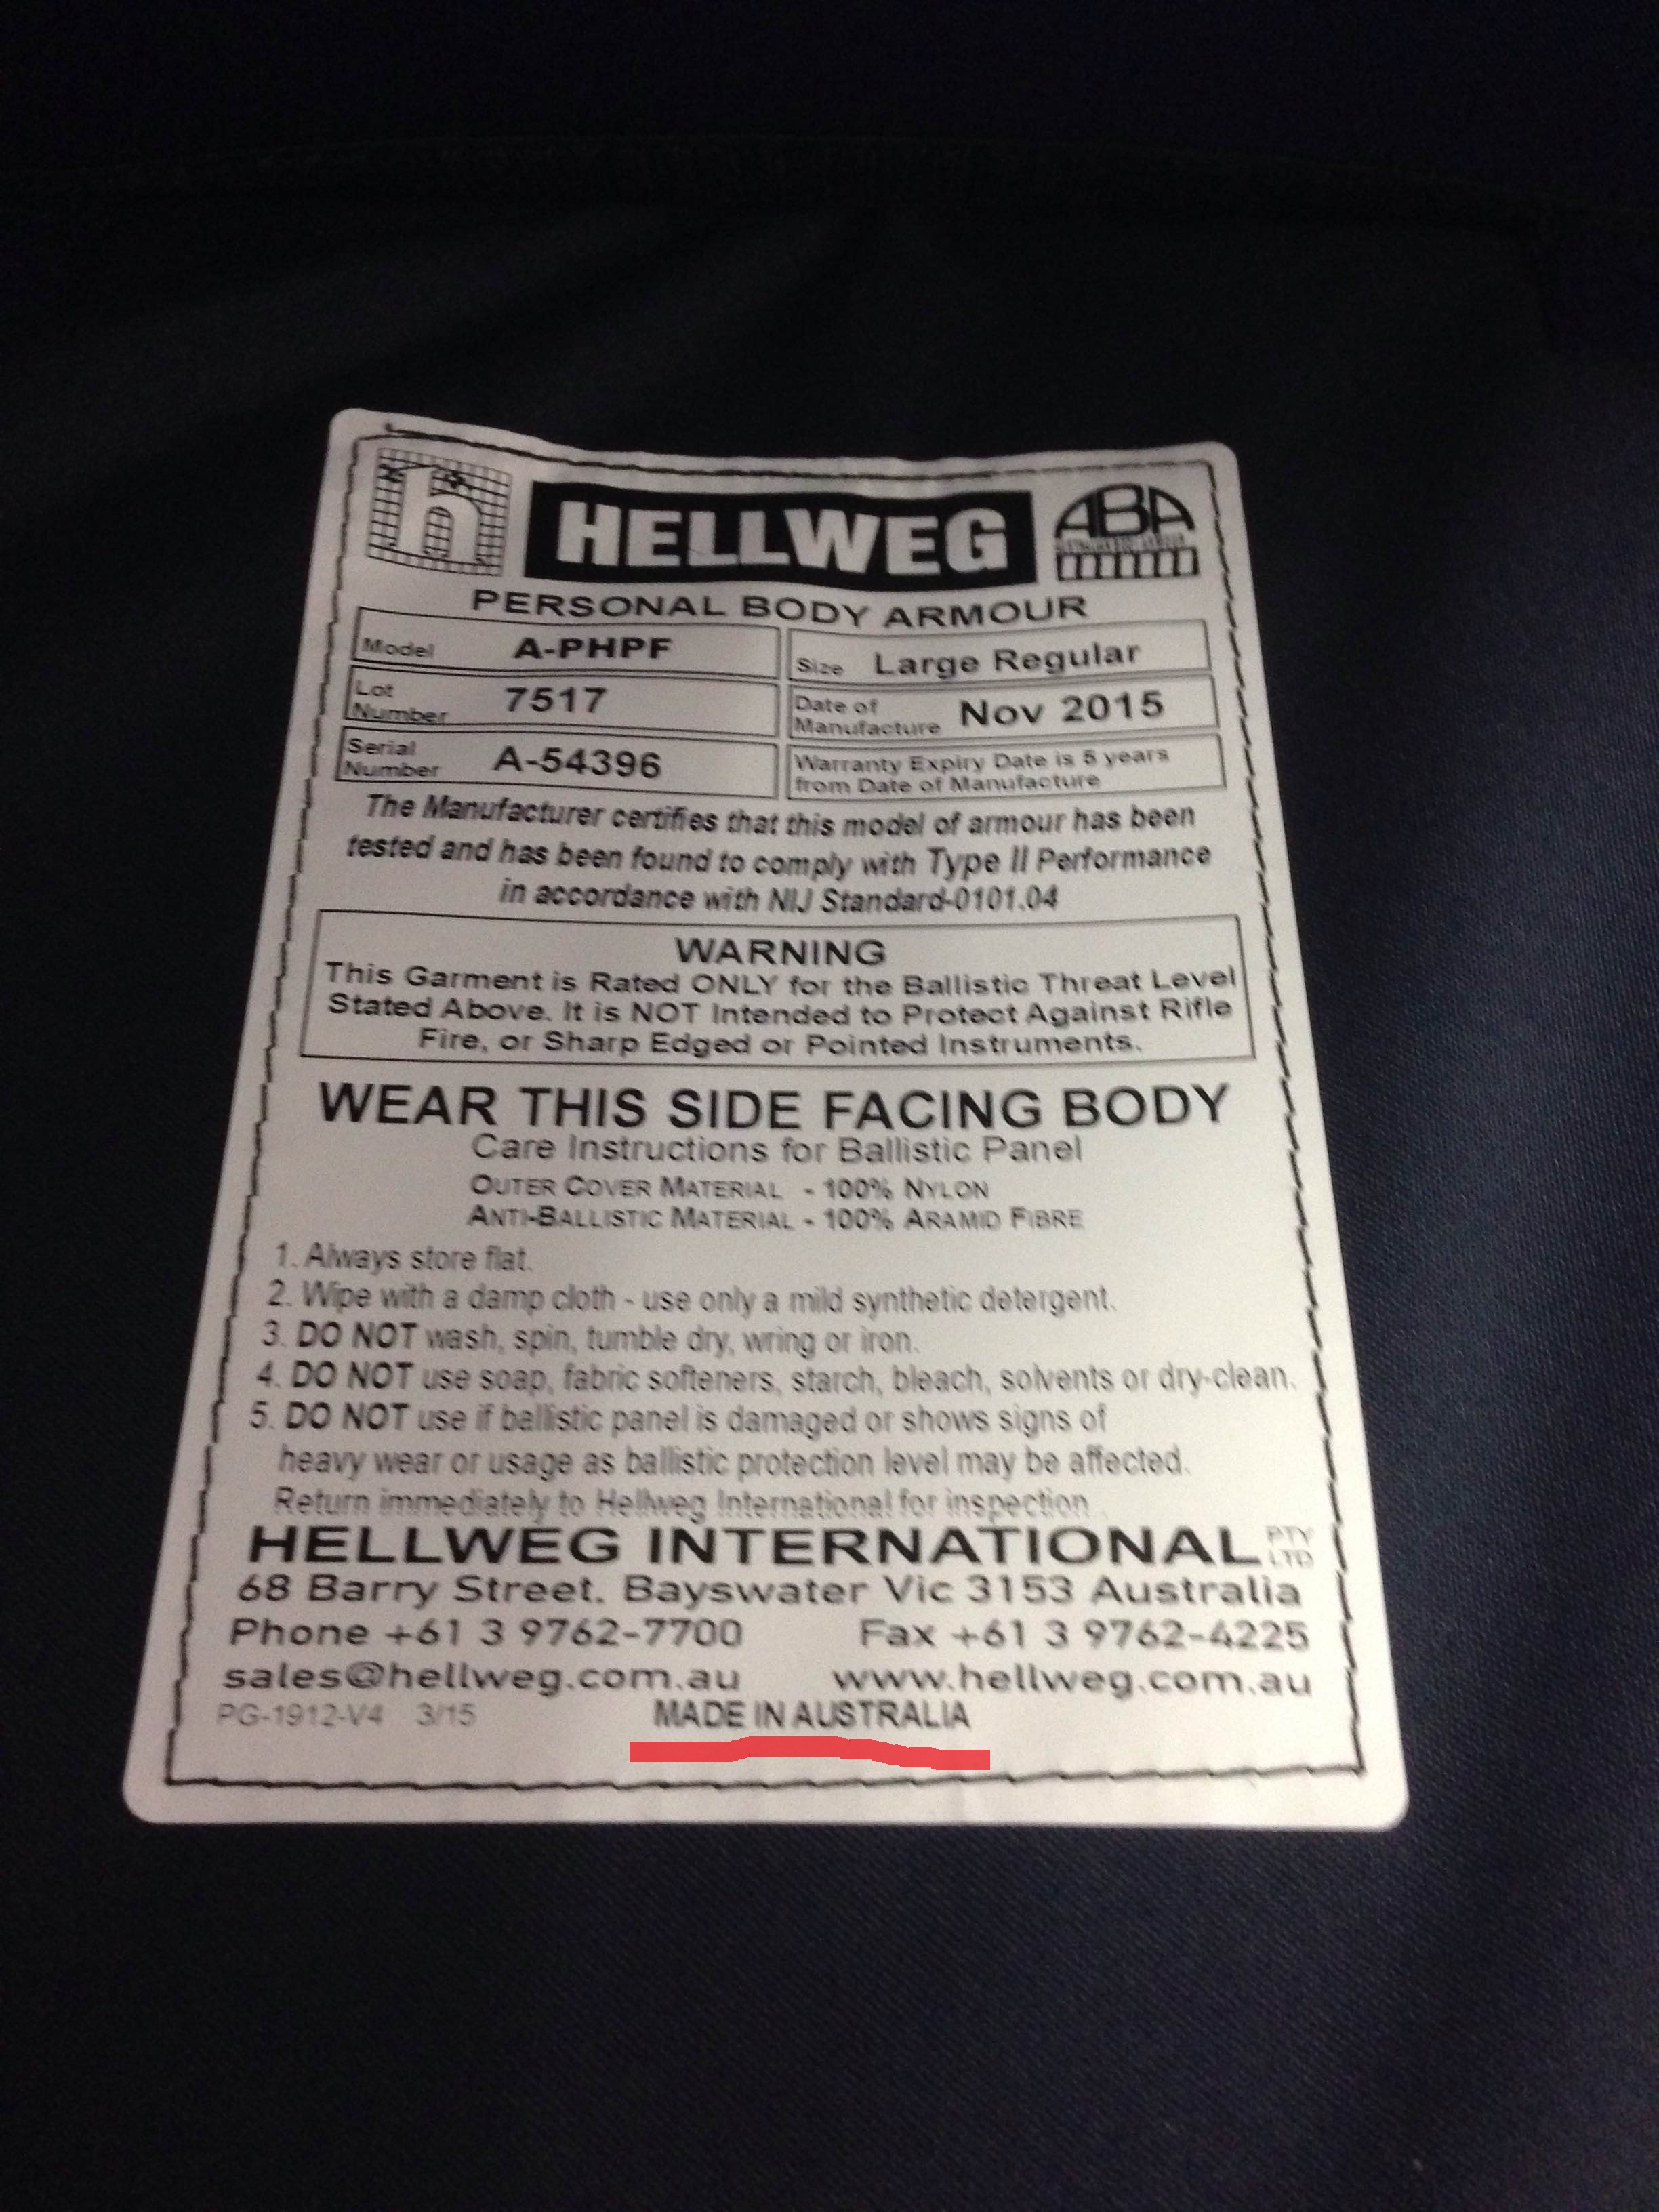 h HELLWEG ABA
PERSONAL BODY ARMOUR
Model A-PHPF Size Large Regular
Lot Number 7517 Date of Manufacture Nov 2015
Serial Number A-54396 Warranty Expiry Date is 5 years from Date of Manufacture
The Manufacturer certifies that this model of armour has been
tested and has been found to comply with Type II Performance
in accordance with NIJ Standard-0101.04
WARNING
This Garment is Rated ONLY for the Ballistic Threat Level
Stated Above. It is NOT Intended to Protect Against Rifle
Fire, or Sharp Edged or Pointed Instruments.
WEAR THIS SIDE FACING BODY
Care Instructions for Ballistic Panel
OUTER COVER MATERIAL - 100% NYLON
ANTI-BALLISTIC MATERIAL - 100% ARAMID FIBRE
1. Always store flat.
2. Wipe with a damp cloth - use only a mild synthetic detergent.
3. DO NOT wash, spin, tumble dry, wring or iron.
4. DO NOT use soap, fabric softeners, starch, bleach, solvents or dry-clean.
5. DO NOT use if ballistic panel is damaged or shows signs of
heavy wear or usage as ballistic protection level may be affected.
Return immediately to Hellweg International for inspection.
HELLWEG INTERNATIONAL PTY LTD
68 Barry Street. Bayswater Vic 3153 Australia
Phone +61 3 9762-7700 Fax +61 3 9762-4225
sales@hellweg.com.au www.hellweg.com.au
PG-1912-V4 3/15 MADE IN AUSTRALIA